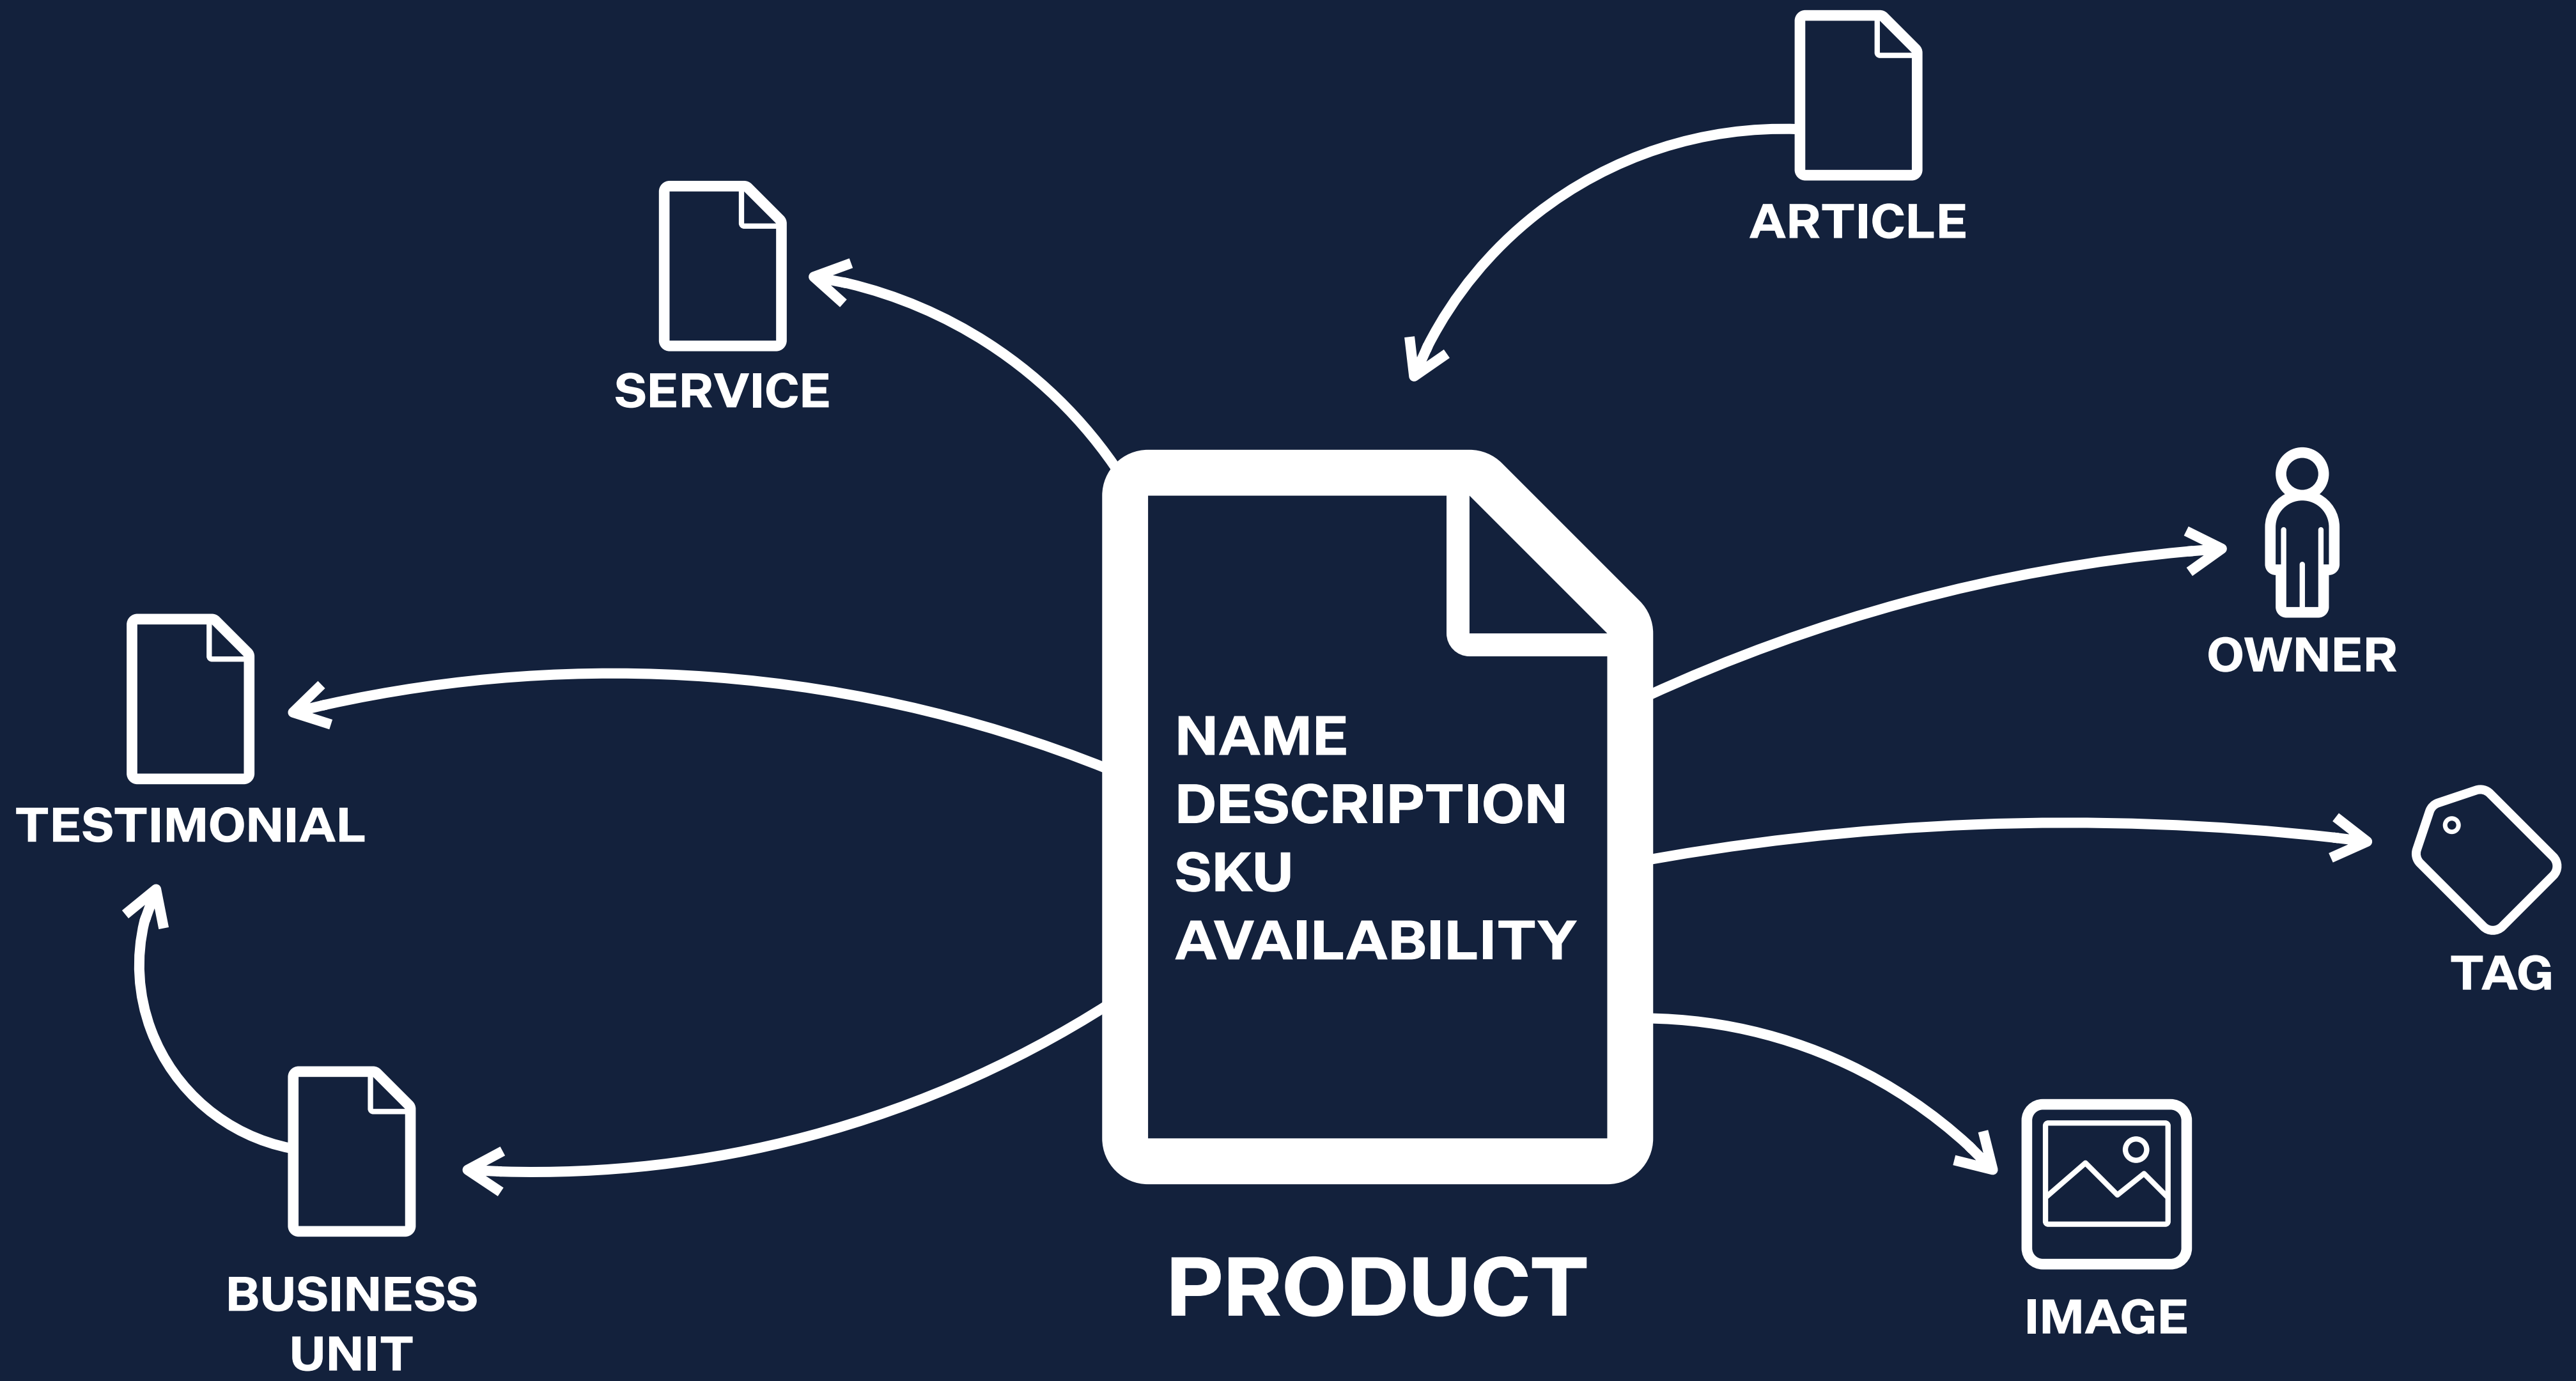 ARTICLE
SERVICE
OWNER
NAME
DESCRIPTION
SKU
AVAILABILITY
TESTIMONIAL
TAG
BUSINESS
UNIT
PRODUCT
IMAGE